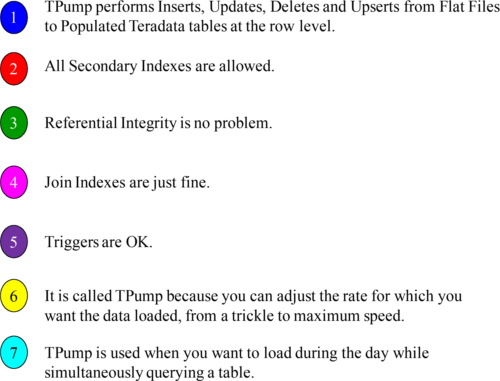 1 TPump performs Inserts, Updates, Deletes and Upserts from Flat Files
to Populated Teradata tables at the row level.
2 All Secondary Indexes are allowed.
3 Referential Integrity is no problem.
4 Join Indexes are just fine.
5 Triggers are OK.
6 It is called TPump because you can adjust the rate for which you
want the data loaded, from a trickle to maximum speed.
7 TPump is used when you want to load during the day while
simultaneously querying a table.